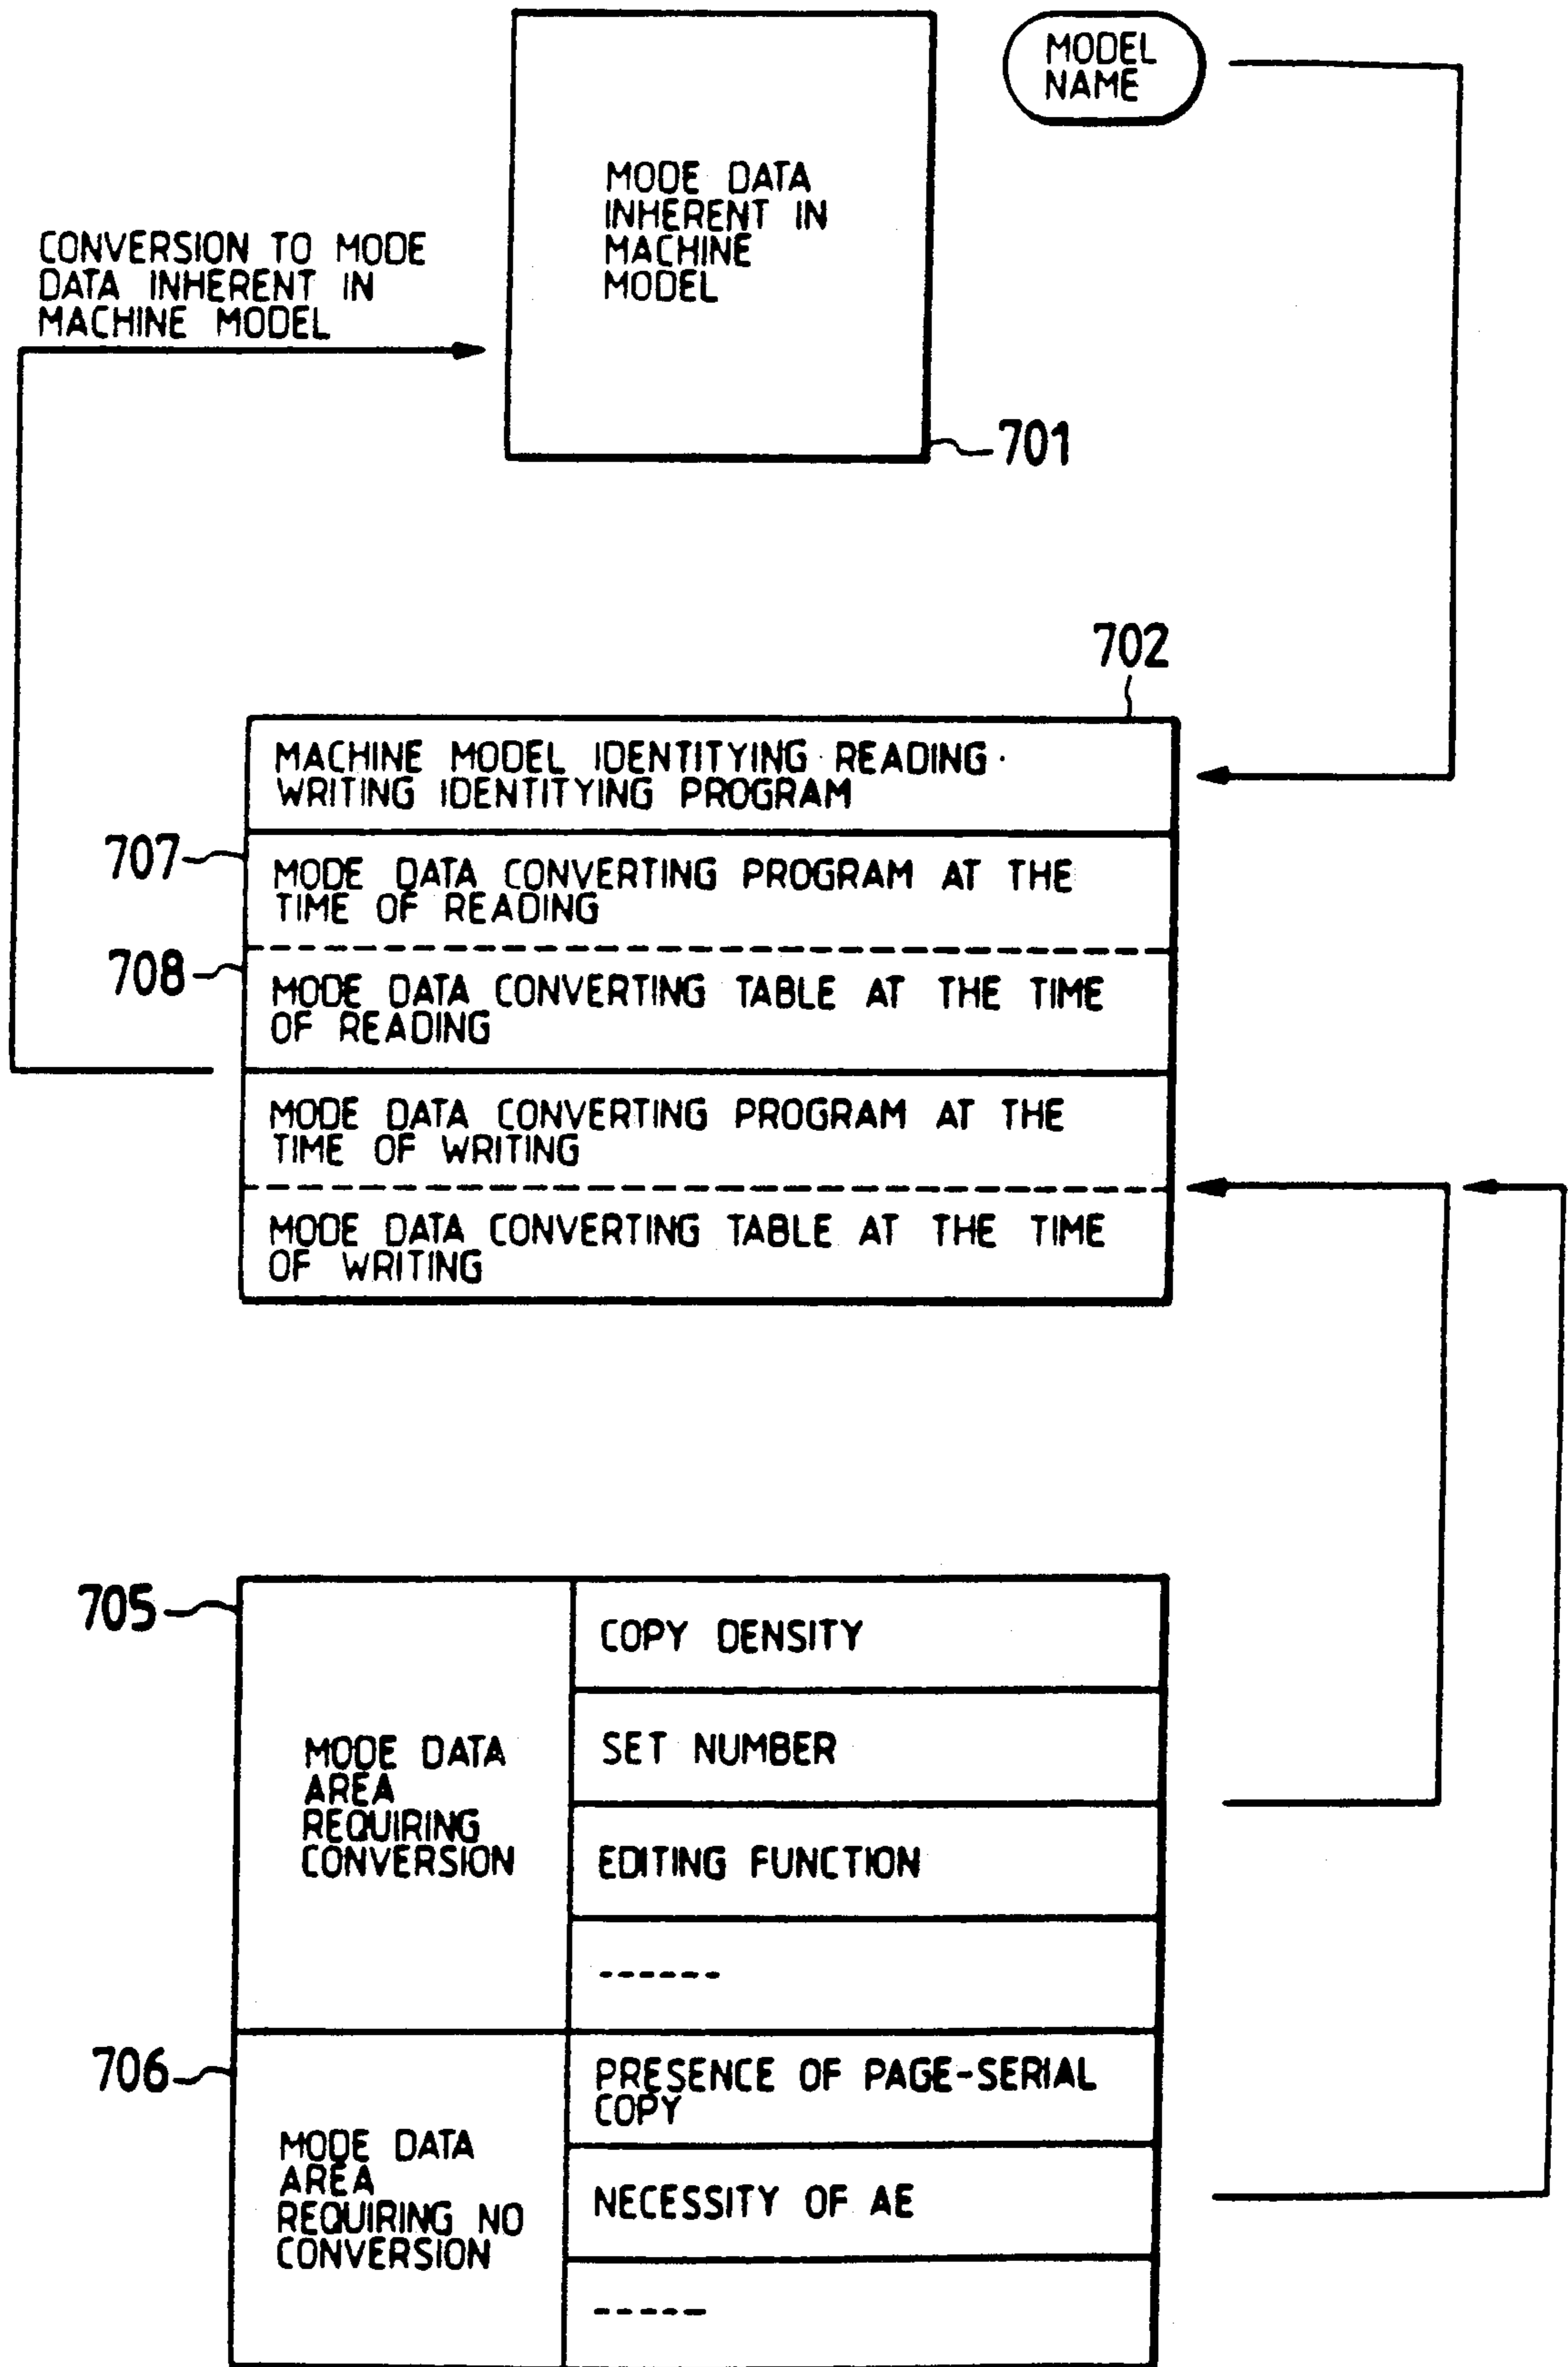 MODEL
NAME
MODE DATA
INHERENT IN
MACHINE
MODEL
CONVERSION TO MODE
DATA INHERENT IN
MACHINE MODEL
701
702
MACHINE MODEL IDENTITYING · READING ·
WRITING IDENTITYING PROGRAM
707
MODE DATA CONVERTING PROGRAM AT THE
TIME OF READING
708
MODE DATA CONVERTING TABLE AT THE TIME
OF READING
MODE DATA CONVERTING PROGRAM AT THE
TIME OF WRITING
MODE DATA CONVERTING TABLE AT THE TIME
OF WRITING
705
MODE DATA
AREA
REQUIRING
CONVERSION
COPY DENSITY
SET NUMBER
EDITING FUNCTION
------
706
MODE DATA
AREA
REQUIRING NO
CONVERSION
PRESENCE OF PAGE-SERIAL
COPY
NECESSITY OF AE
-----